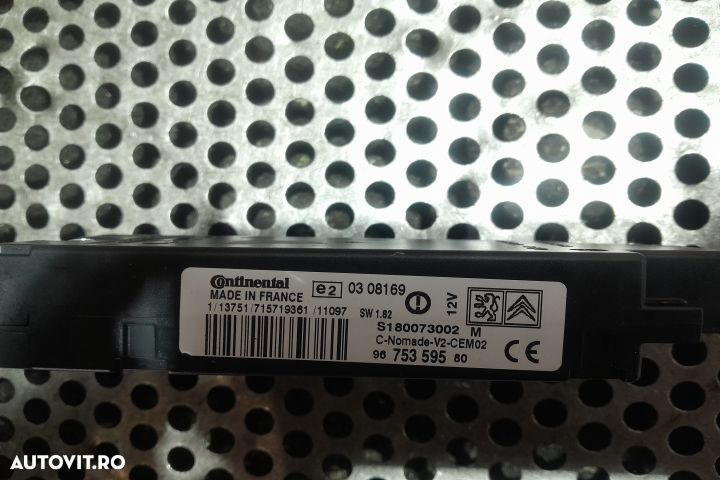 Continental
MADE IN FRANCE
e2 03 08169
1/13751/715719361/11097
SW 1.82
12V
S180073002 M
C-Nomade-V2-CEM02
96 753 595 80
CE
AUTOVIT.RO